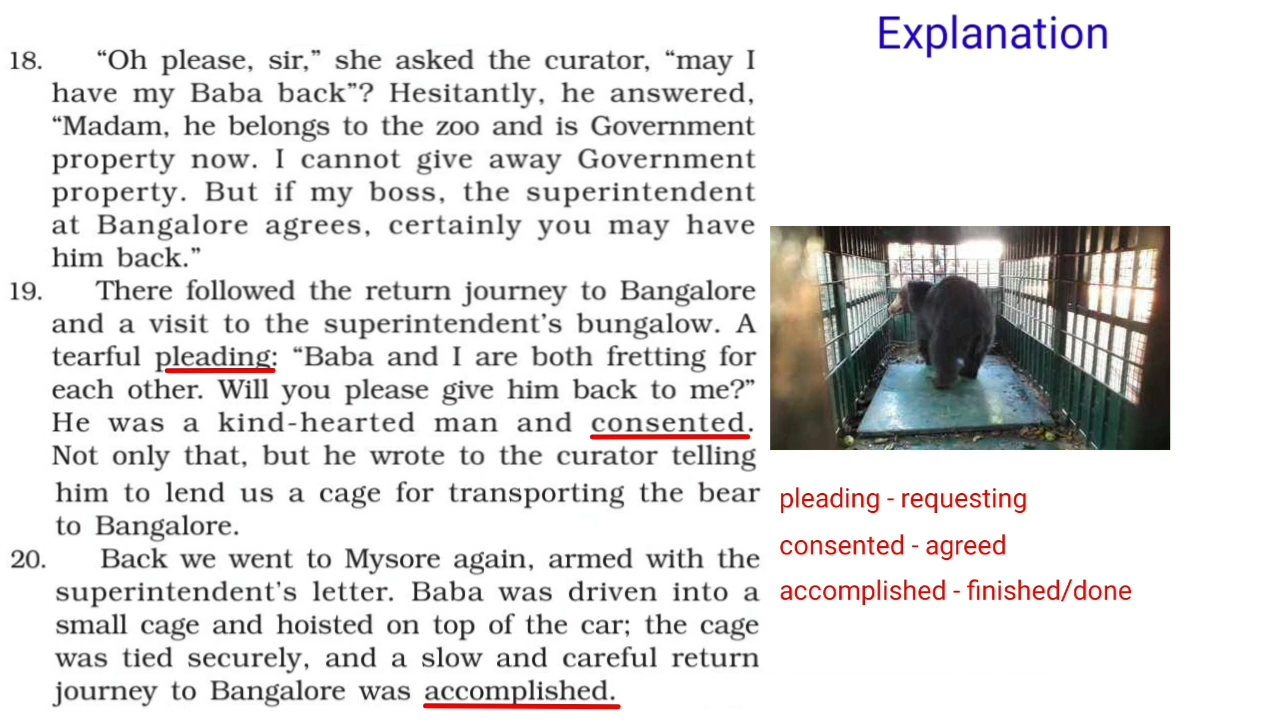 Explanation
18. “Oh please, sir,” she asked the curator, “may I
have my Baba back”? Hesitantly, he answered,
“Madam, he belongs to the zoo and is Government
property now. I cannot give away Government
property. But if my boss, the superintendent
at Bangalore agrees, certainly you may have
him back.”
19. There followed the return journey to Bangalore
and a visit to the superintendent’s bungalow. A
tearful pleading: “Baba and I are both fretting for
each other. Will you please give him back to me?”
He was a kind-hearted man and consented.
Not only that, but he wrote to the curator telling
him to lend us a cage for transporting the bear
to Bangalore.
20. Back we went to Mysore again, armed with the
superintendent’s letter. Baba was driven into a
small cage and hoisted on top of the car; the cage
was tied securely, and a slow and careful return
journey to Bangalore was accomplished.
pleading - requesting
consented - agreed
accomplished - finished/done